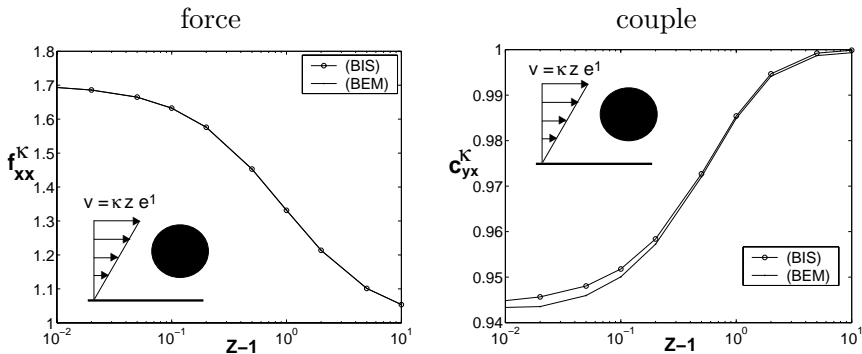 force
1.8
1.7
1.6
1.5
1.4
1.3
1.2
1.1
1
f_xx^κ
(BIS)
(BEM)
v = κ z e¹
10⁻² 10⁻¹ 10⁰ 10¹
Z−1
couple
1
0.99
0.98
0.97
0.96
0.95
0.94
c_yx^κ
v = κ z e¹
(BIS)
(BEM)
10⁻² 10⁻¹ 10⁰ 10¹
Z−1